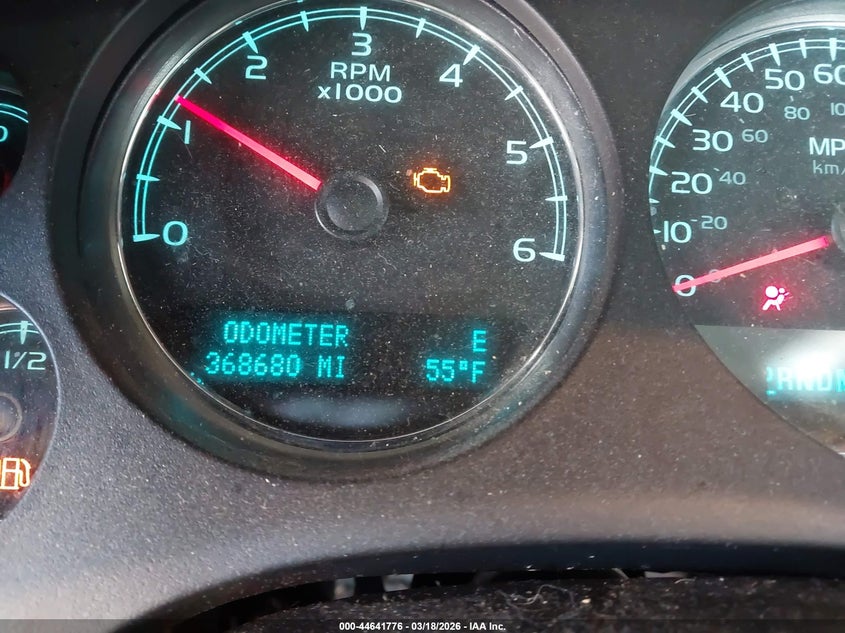 0 1 2 3 4 5 6
RPM
x1000
ODOMETER E
368680 MI 55°F
1/2
0 10 20 30 40 50 60
20 40 60 80
km/
000-44641776 - 03/18/2026 - IAA Inc.